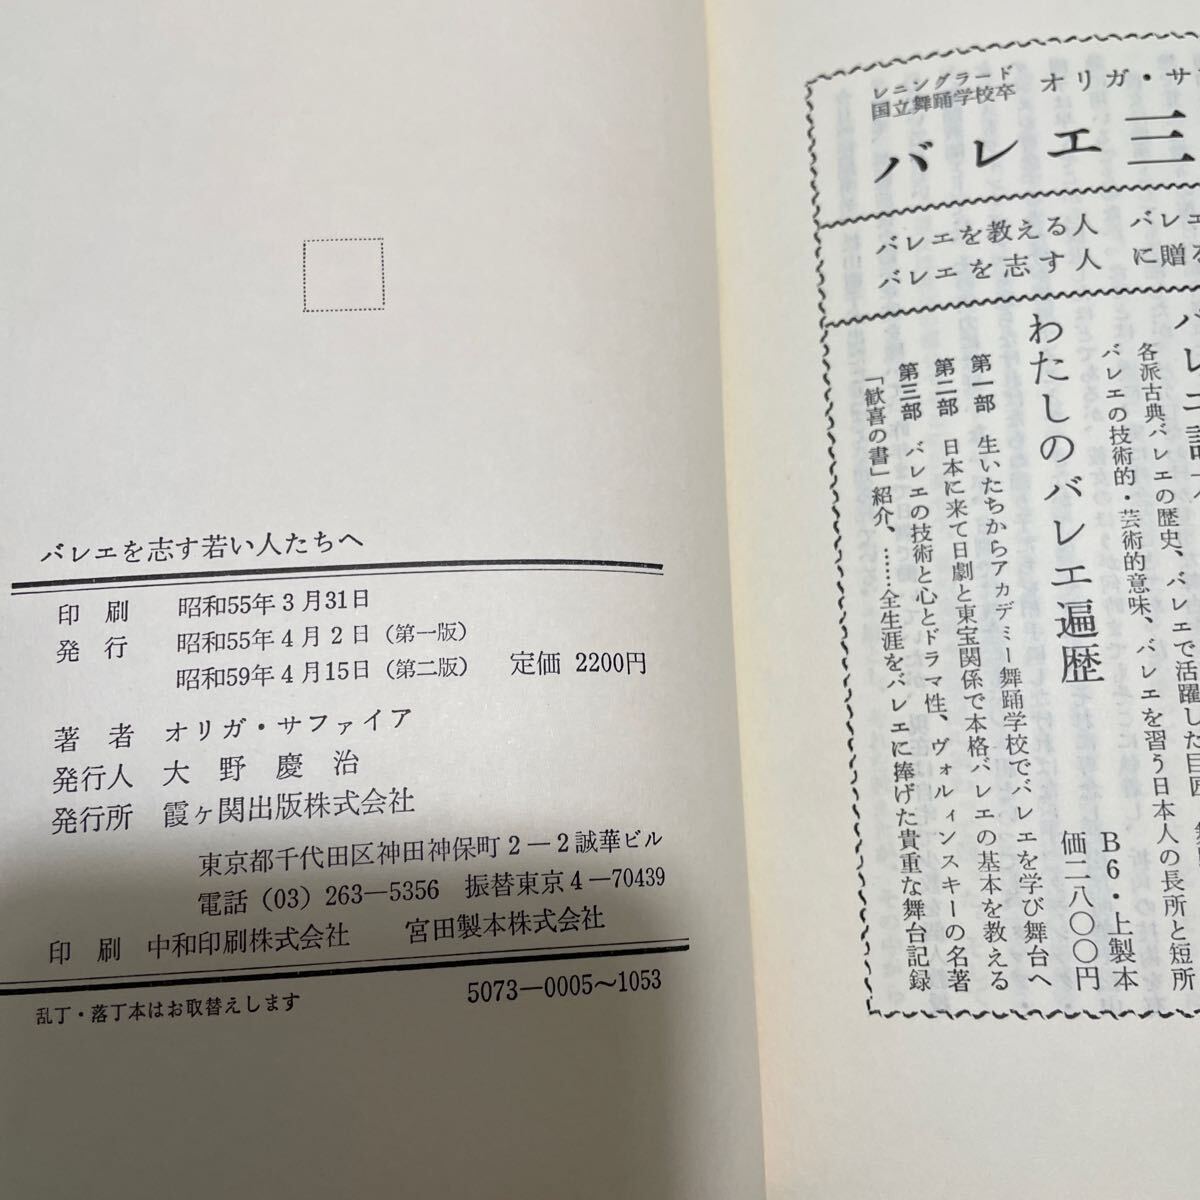 バレエを志す若い人たちへ
印刷 昭和55年3月31日
発行 昭和55年4月2日(第一版)
昭和59年4月15日(第二版) 定価 2200円
著者 オリガ・サファイア
発行人 大野慶治
発行所 霞ヶ関出版株式会社
東京都千代田区神田神保町2-2誠華ビル
電話(03)263-5356 振替東京4-70439
印刷 中和印刷株式会社 宮田製本株式会社
5073-0005~1053
乱丁・落丁本はお取替えします
レニングラード
国立舞踊学校卒 オリガ・サ
バレエ三
バレエを教える人 バレエ
バレエを志す人 に贈る
バレエ
各派古典バレエの歴史、バレエで活躍した巨匠
バレエの技術的・芸術的意味、バレエを習う日本人の長所と短所
B6・上製本
わたしのバレエ遍歴 価二八〇〇円
第一部 生いたちからアカデミー舞踊学校でバレエを学び舞台へ
第二部 日本に来て日劇と東宝関係で本格バレエの基本を教える
第三部 バレエの技術と心とドラマ性、ヴォルィンスキーの名著
「歓喜の書」紹介、……全生涯をバレエに捧げた貴重な舞台記録